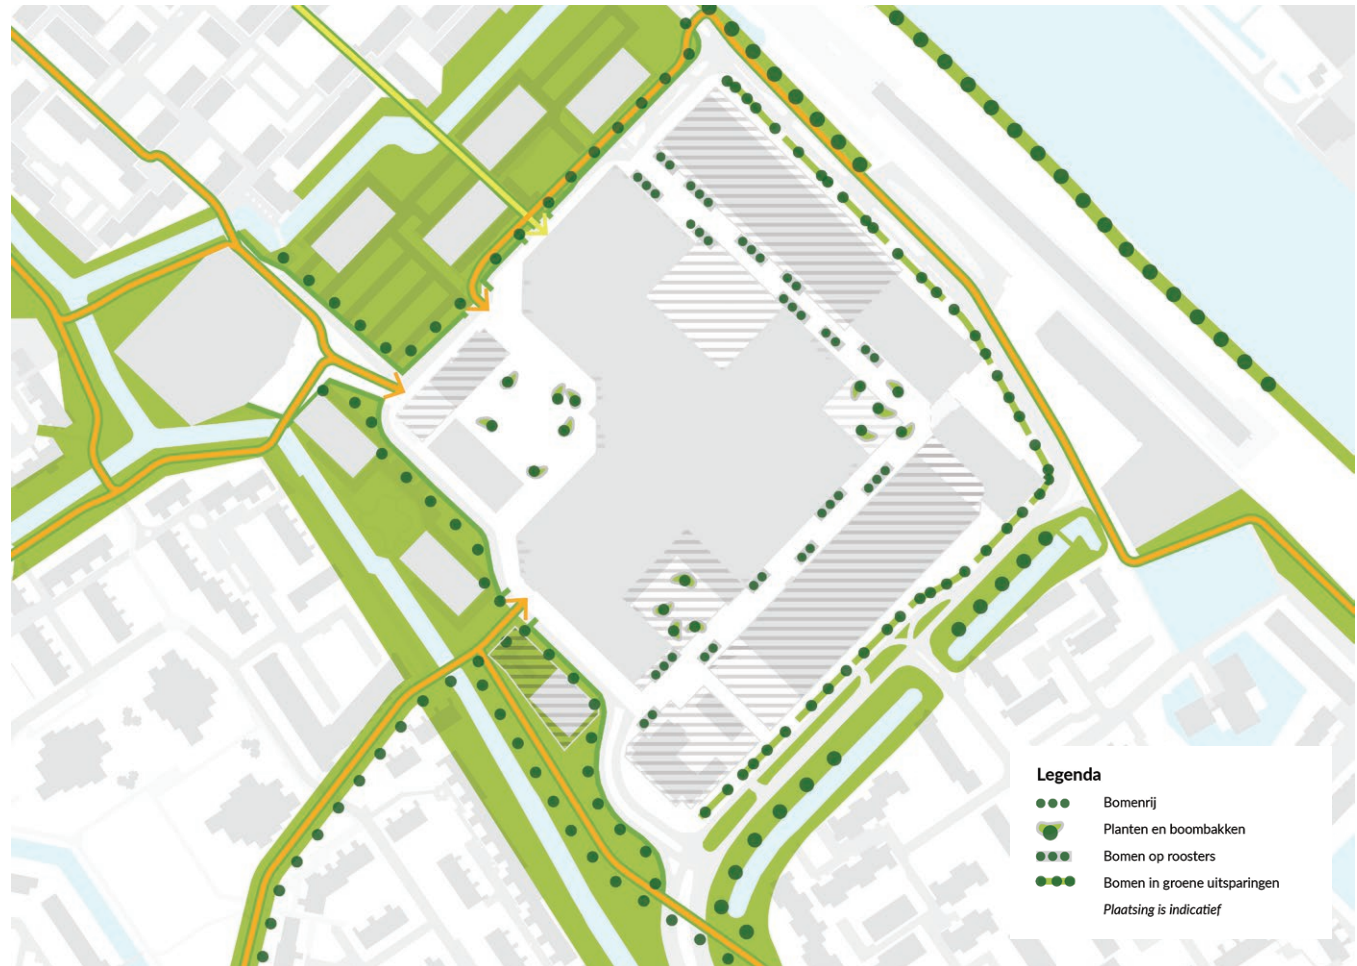 Legenda
Bomenrij
Planten en boombakken
Bomen op roosters
Bomen in groene uitsparingen
Plaatsing is indicatief